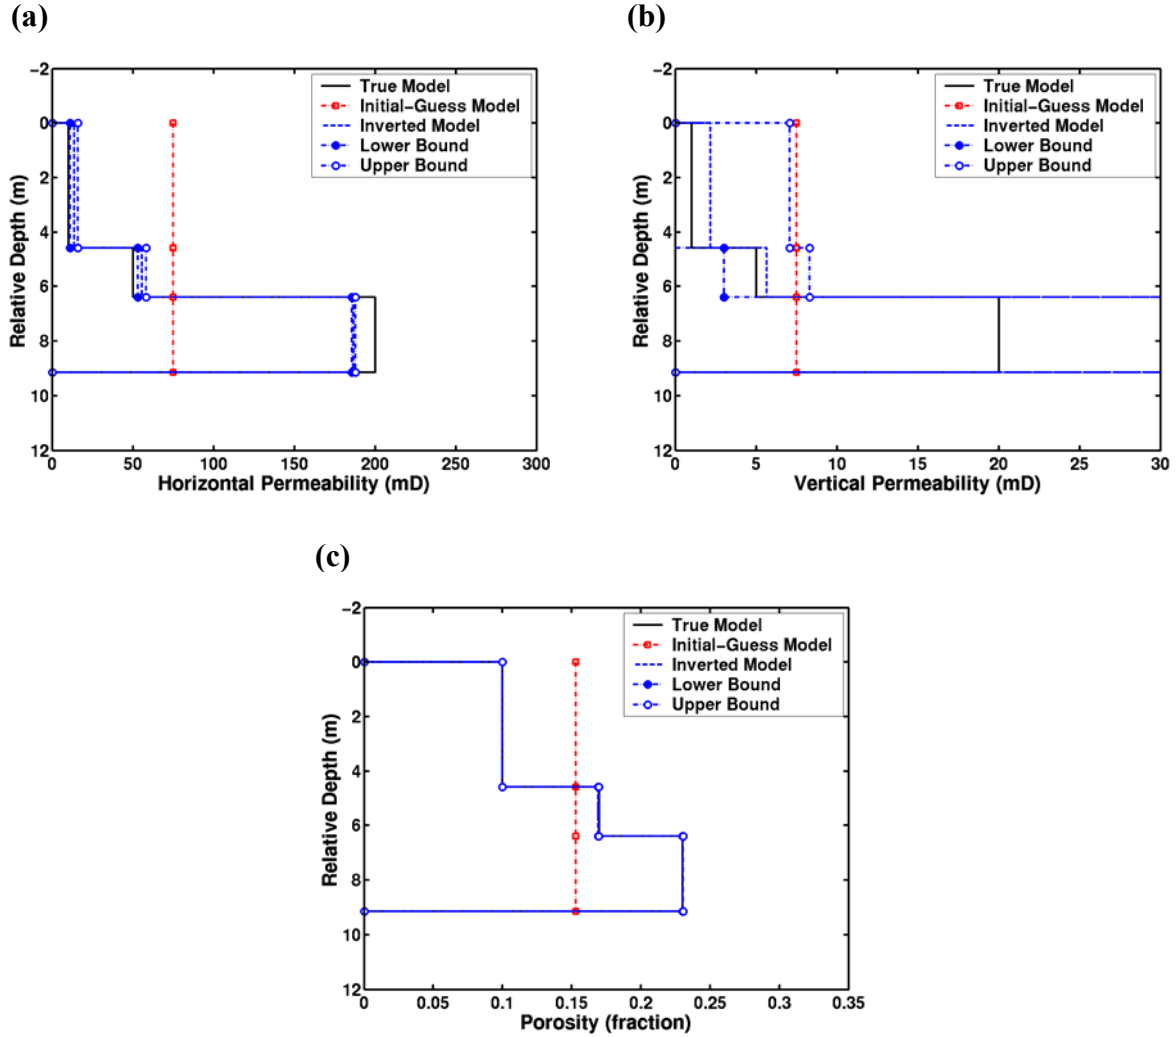 (a)
(b)
True Model
Initial-Guess Model
Inverted Model
Lower Bound
Upper Bound
Relative Depth (m)
−2
0
2
4
6
8
10
12
0 50 100 150 200 250 300
Horizontal Permeability (mD)
True Model
Initial-Guess Model
Inverted Model
Lower Bound
Upper Bound
Relative Depth (m)
−2
0
2
4
6
8
10
12
0 5 10 15 20 25 30
Vertical Permeability (mD)
(c)
True Model
Initial-Guess Model
Inverted Model
Lower Bound
Upper Bound
Relative Depth (m)
−2
0
2
4
6
8
10
12
0 0.05 0.1 0.15 0.2 0.25 0.3 0.35
Porosity (fraction)